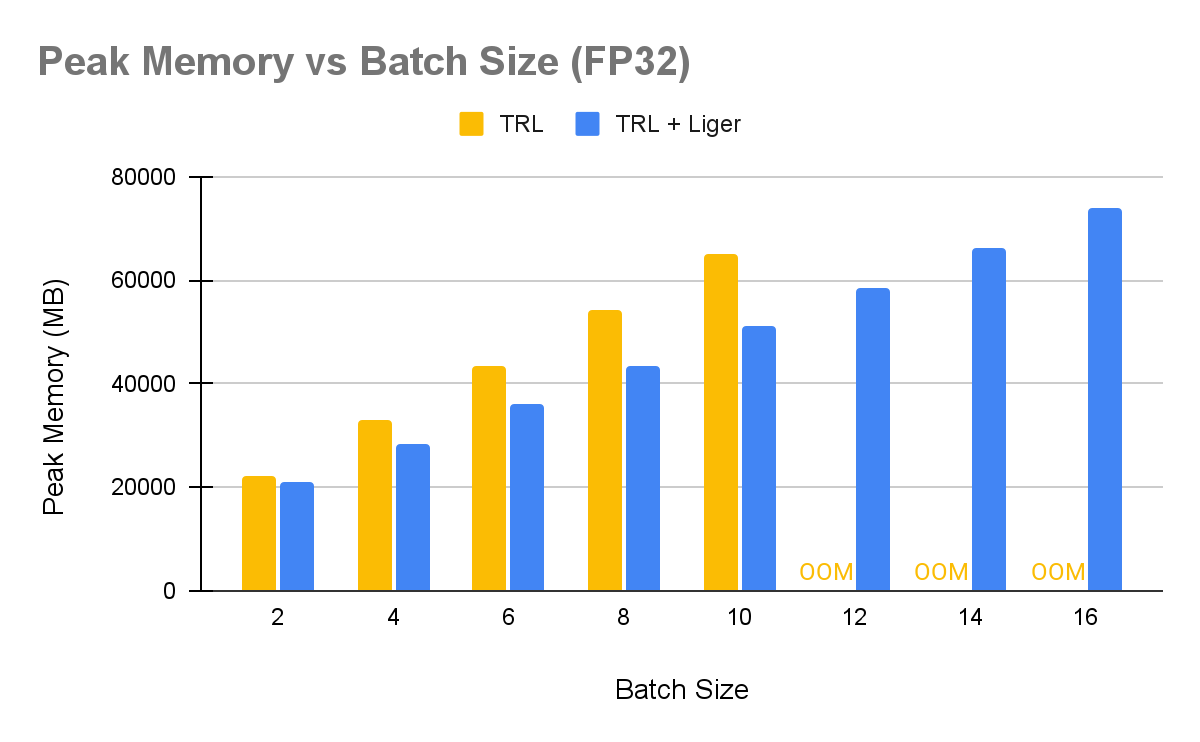 Peak Memory vs Batch Size (FP32)
TRL TRL + Liger
80000
60000
40000
20000
0
Peak Memory (MB)
OOM OOM OOM
2 4 6 8 10 12 14 16
Batch Size